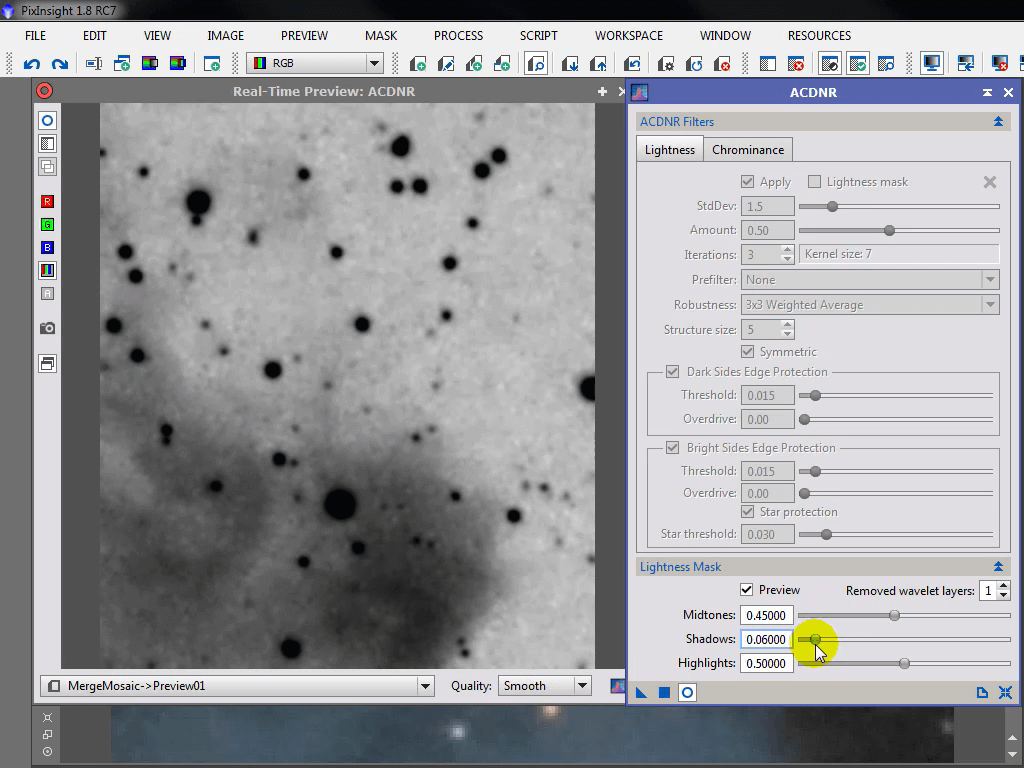 PixInsight 1.8 RC7
FILE EDIT VIEW IMAGE PREVIEW MASK PROCESS SCRIPT WORKSPACE WINDOW RESOURCES
RGB
Real-Time Preview: ACDNR
R
G
B
ACDNR
ACDNR Filters
Lightness Chrominance
Apply Lightness mask
StdDev: 1.5
Amount: 0.50
Iterations: 3 Kernel size: 7
Prefilter: None
Robustness: 3x3 Weighted Average
Structure size: 5
Symmetric
Dark Sides Edge Protection
Threshold: 0.015
Overdrive: 0.00
Bright Sides Edge Protection
Threshold: 0.015
Overdrive: 0.00
Star protection
Star threshold: 0.030
Lightness Mask
Preview Removed wavelet layers: 1
Midtones: 0.45000
Shadows: 0.06000
Highlights: 0.50000
MergeMosaic->Preview01 Quality: Smooth